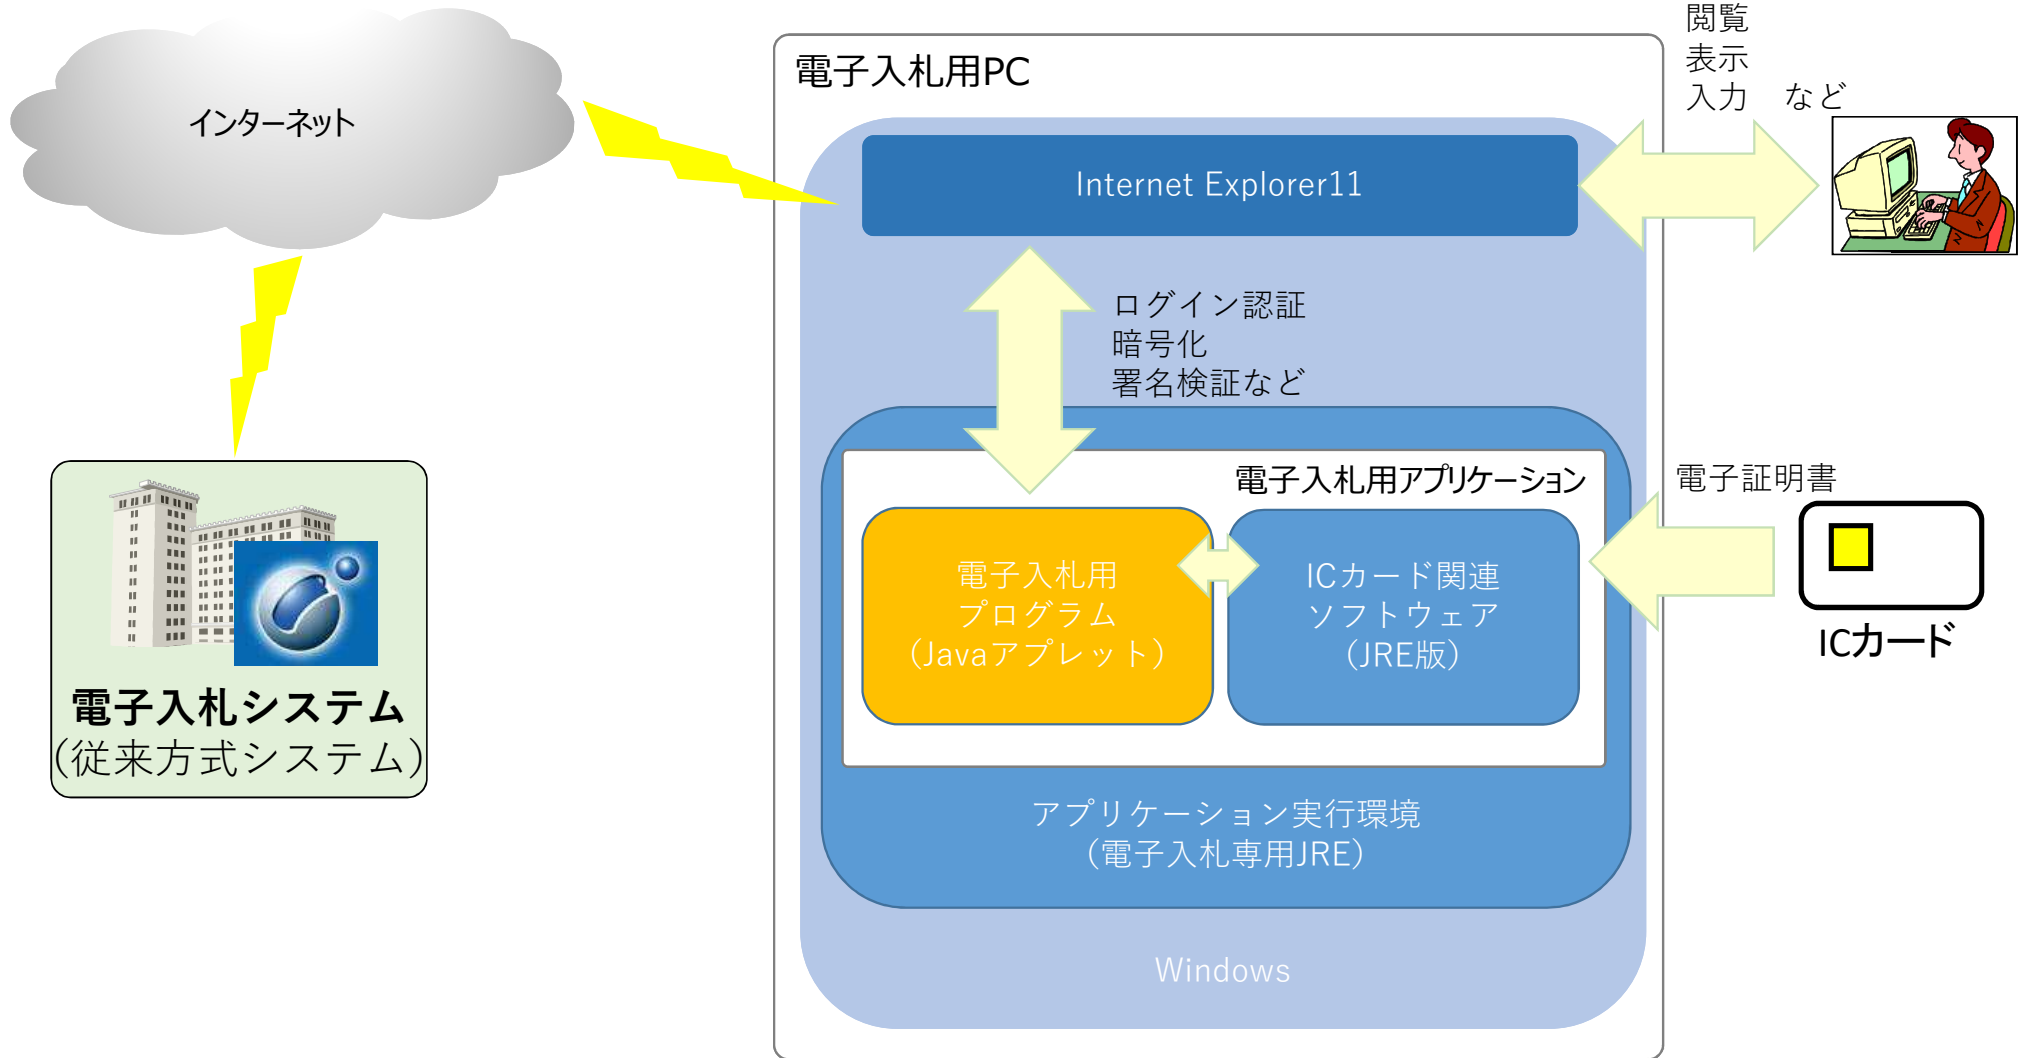 閲覧
表示
入力 など
電子入札用PC
インターネット
Internet Explorer11
ログイン認証
暗号化
署名検証など
電子入札用アプリケーション
電子証明書
電子入札用
プログラム
(Javaアプレット)
ICカード関連
ソフトウェア
(JRE版)
ICカード
電子入札システム
(従来方式システム)
アプリケーション実行環境
(電子入札専用JRE)
Windows